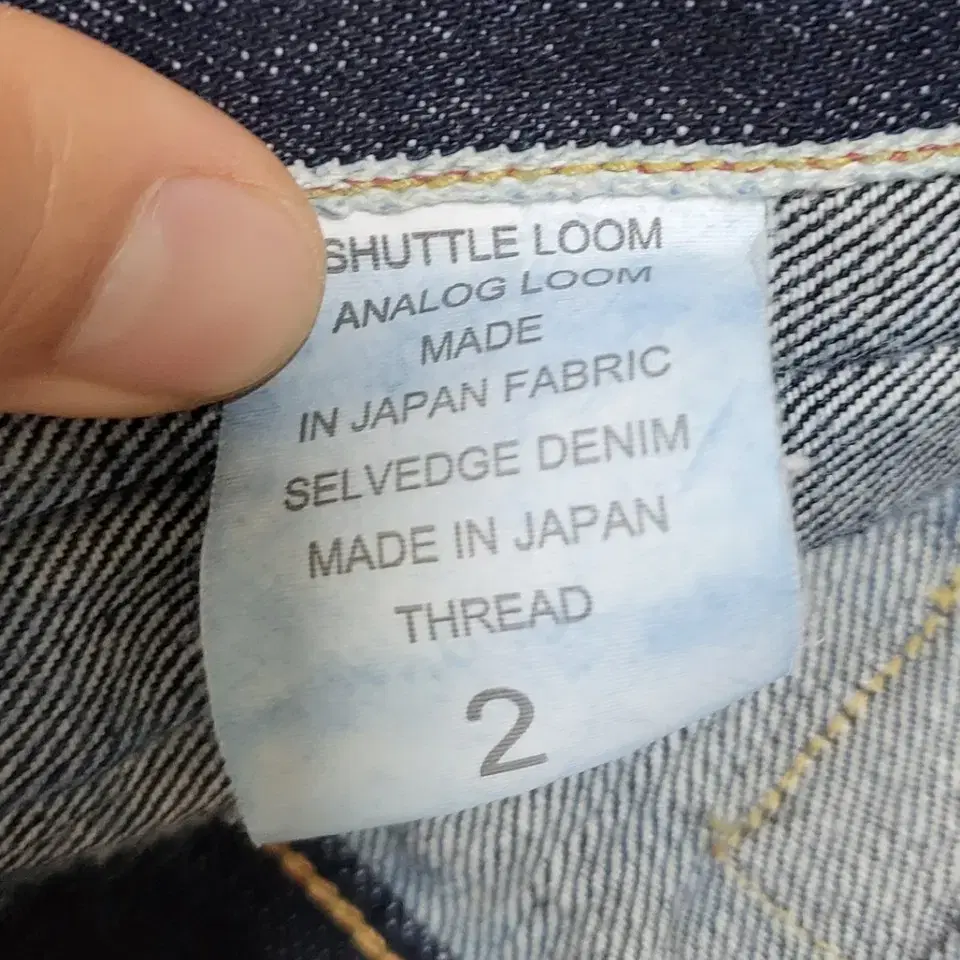 SHUTTLE LOOM
ANALOG LOOM
MADE
IN JAPAN FABRIC
SELVEDGE DENIM
MADE IN JAPAN
THREAD
2